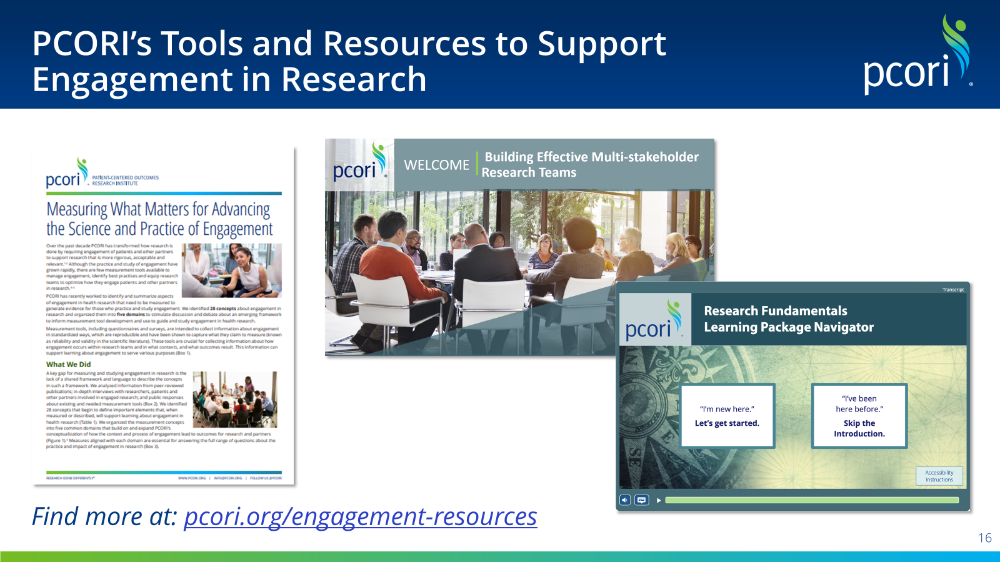 PCORI’s Tools and Resources to Support
Engagement in Research
pcori®
pcori
PATIENT-CENTERED OUTCOMES
RESEARCH INSTITUTE
Measuring What Matters for Advancing
the Science and Practice of Engagement
Over the past decade PCORI has transformed how research is
done by requiring engagement of patients and other partners
to support research that is more rigorous, acceptable and
relevant. Although the practice and study of engagement have
grown rapidly, there are few measurement tools available to
manage engagement, identify best practices and equip research
teams to optimize how they engage patients and other partners
in research.
PCORI has recently worked to identify and summarize aspects
of engagement in health research that need to be measured to
generate evidence for those who practice and study engagement. We identified 28 concepts about engagement in
research and organized them into five domains to stimulate discussion and debate about an emerging framework
to inform measurement tool development and use to guide and study engagement in health research.
Measurement tools, including questionnaires and surveys, are intended to collect information about engagement
in standardized ways, which are reproducible and have been shown to capture what they claim to measure (known
as reliability and validity in the scientific literature). These tools are crucial for collecting information about how
engagement occurs within research teams and in what contexts, and what outcomes result. This information can
support learning about engagement to serve various purposes (Box 1).
What We Did
A key gap for measuring and studying engagement in research is the
lack of a shared framework and language to describe the concepts
in such a framework. We analyzed information from peer-reviewed
publications; in-depth interviews with researchers, patients and
other partners involved in engaged research; and public responses
about existing and needed measurement tools (Box 2). We identified
28 concepts that begin to define important elements that, when
measured or described, will support learning about engagement in
health research (Table 1). We organized the measurement concepts
into five common domains that build on and expand PCORI's
conceptualization of how the context and process of engagement lead to outcomes for research and partners
(Figure 1). Measures aligned with each domain are essential for answering the full range of questions about the
practice and impact of engagement in research (Box 3).
RESEARCH DONE DIFFERENTLY® WWW.PCORI.ORG | INFO@PCORI.ORG | FOLLOW US @PCORI
pcori
WELCOME
Building Effective Multi-stakeholder
Research Teams
Transcript
pcori
Research Fundamentals
Learning Package Navigator
SE
“I’m new here.”
Let’s get started.
“I’ve been
here before.”
Skip the
Introduction.
Accessibility
Instructions
Find more at: pcori.org/engagement-resources
16